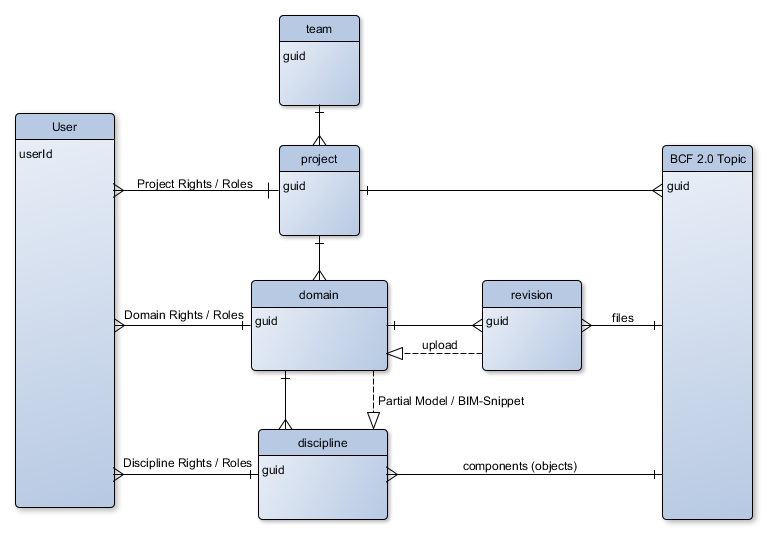 team
guid
User
userId
project
guid
BCF 2.0 Topic
guid
Project Rights / Roles
domain
guid
revision
guid
Domain Rights / Roles
files
upload
Partial Model / BIM-Snippet
discipline
guid
Discipline Rights / Roles
components (objects)